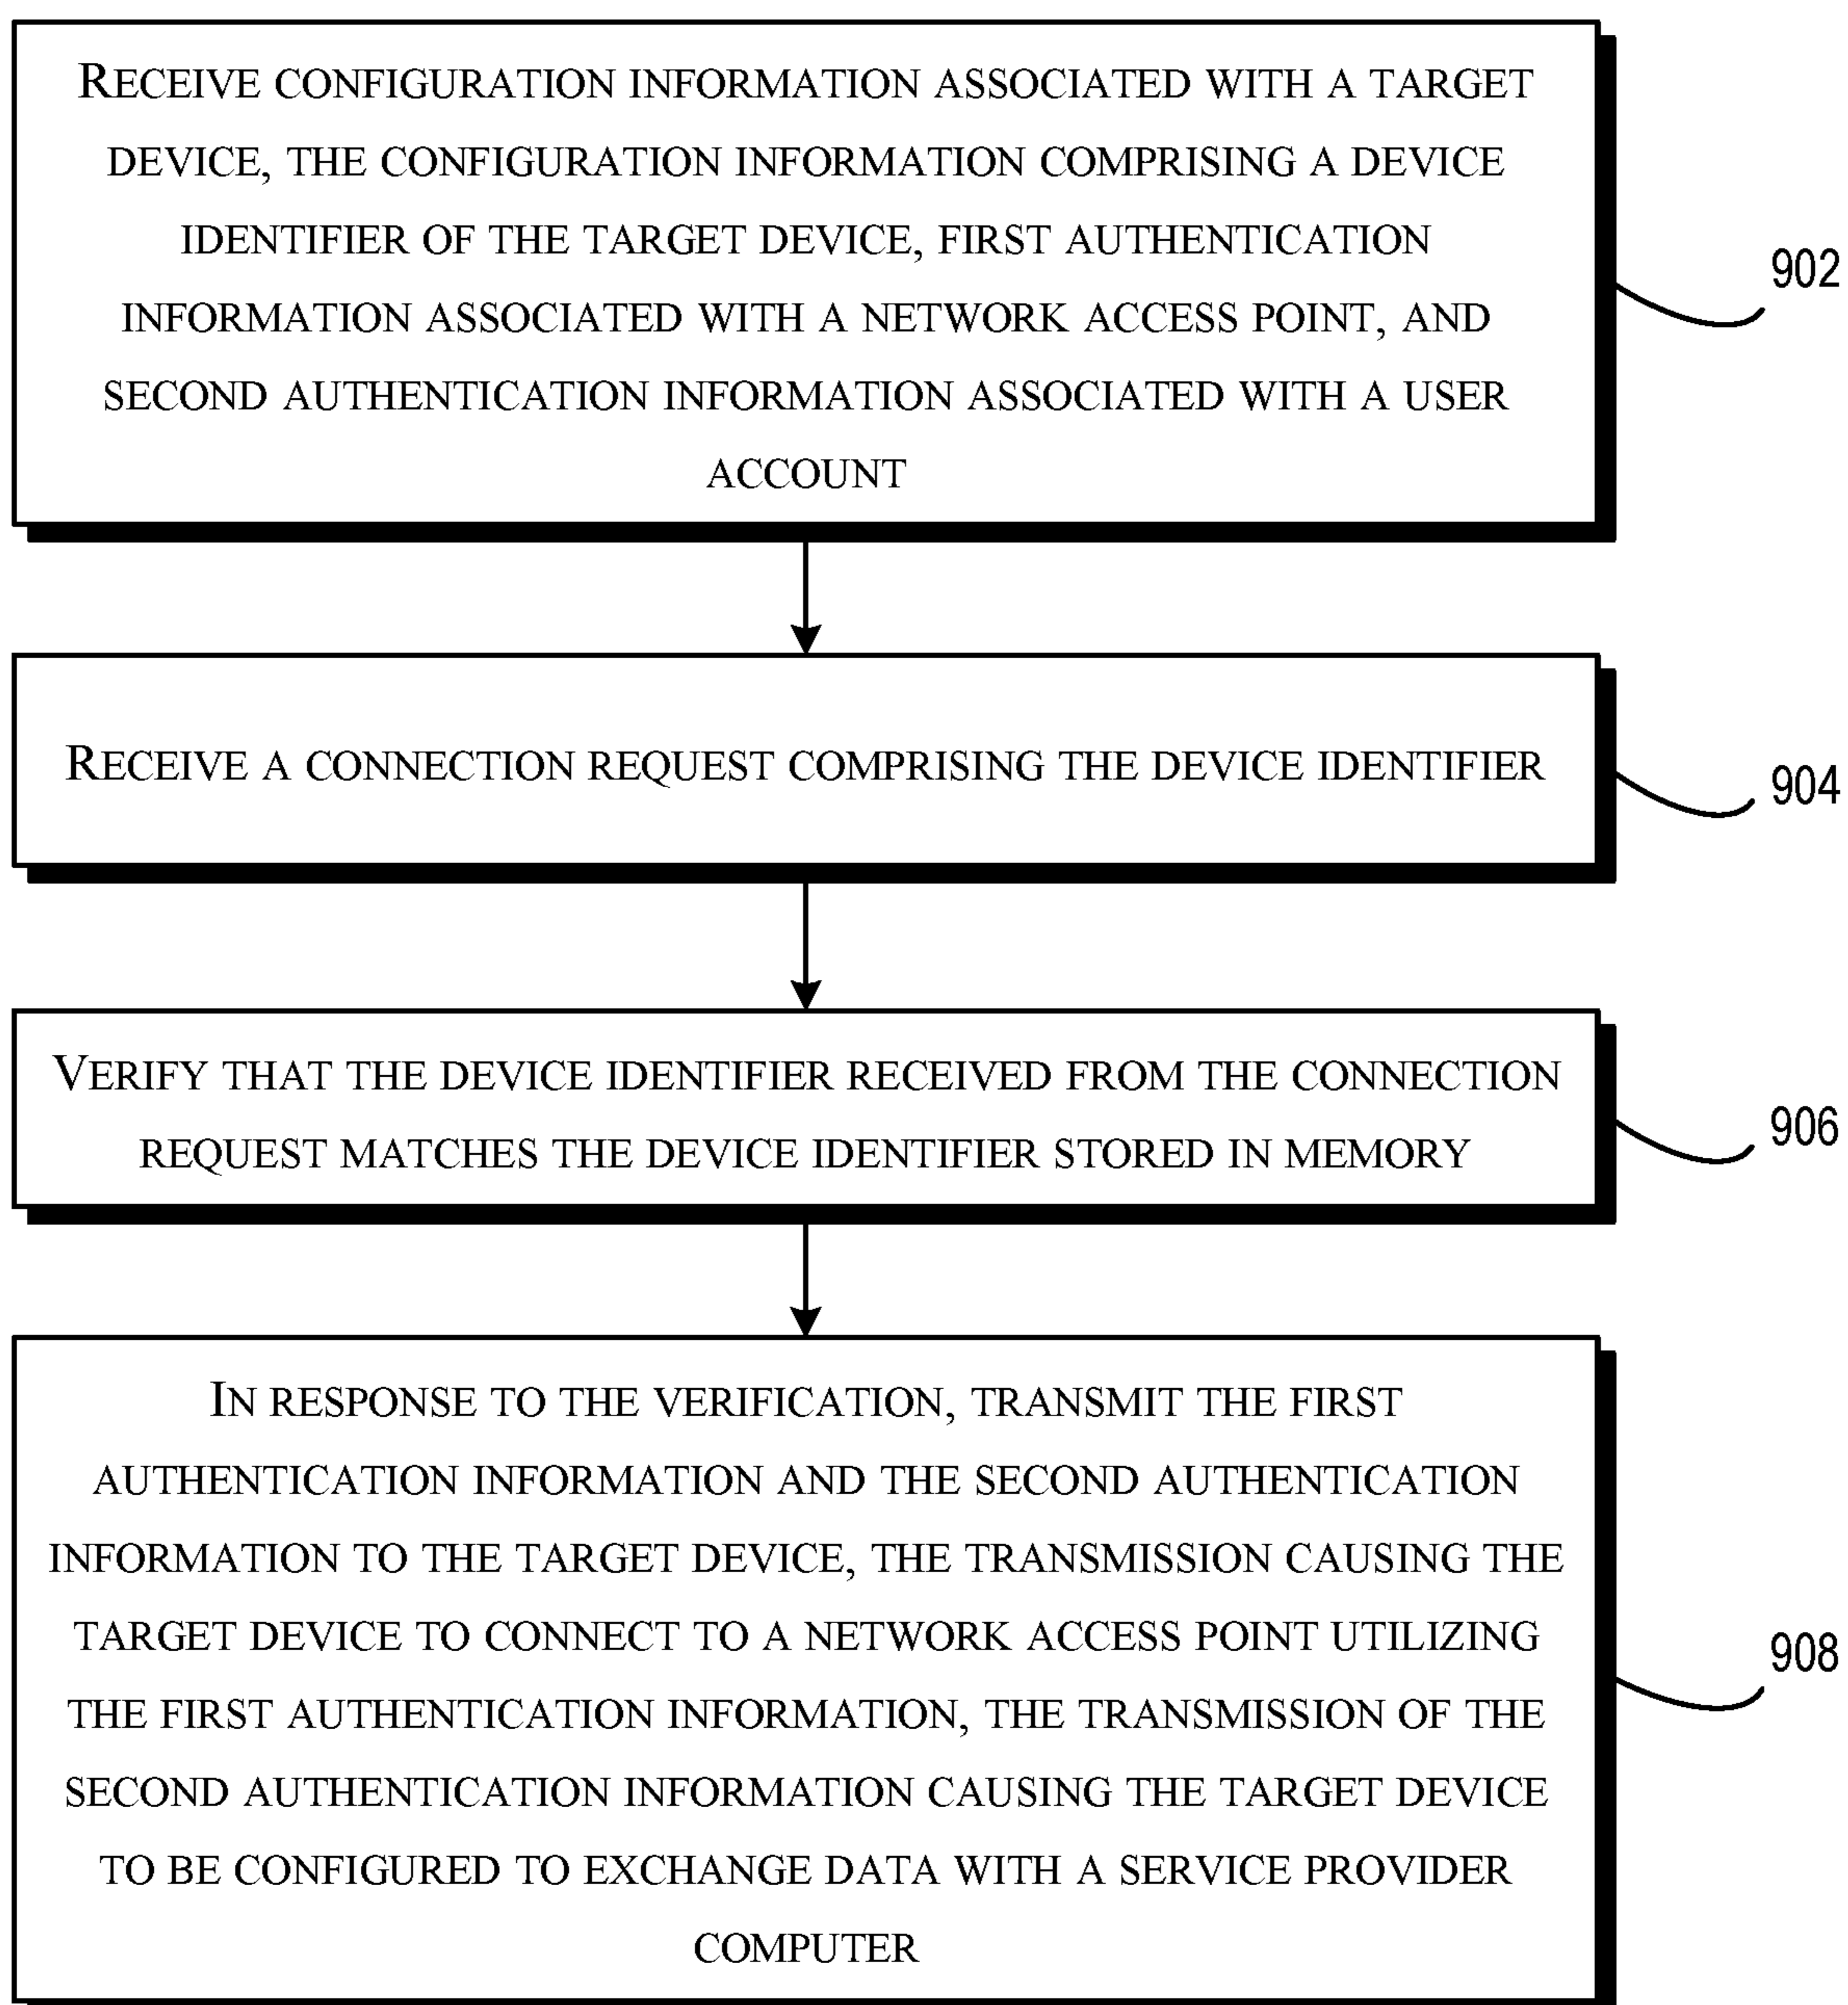 RECEIVE CONFIGURATION INFORMATION ASSOCIATED WITH A TARGET
DEVICE, THE CONFIGURATION INFORMATION COMPRISING A DEVICE
IDENTIFIER OF THE TARGET DEVICE, FIRST AUTHENTICATION
INFORMATION ASSOCIATED WITH A NETWORK ACCESS POINT, AND
SECOND AUTHENTICATION INFORMATION ASSOCIATED WITH A USER
ACCOUNT
902
RECEIVE A CONNECTION REQUEST COMPRISING THE DEVICE IDENTIFIER
904
VERIFY THAT THE DEVICE IDENTIFIER RECEIVED FROM THE CONNECTION
REQUEST MATCHES THE DEVICE IDENTIFIER STORED IN MEMORY
906
IN RESPONSE TO THE VERIFICATION, TRANSMIT THE FIRST
AUTHENTICATION INFORMATION AND THE SECOND AUTHENTICATION
INFORMATION TO THE TARGET DEVICE, THE TRANSMISSION CAUSING THE
TARGET DEVICE TO CONNECT TO A NETWORK ACCESS POINT UTILIZING
THE FIRST AUTHENTICATION INFORMATION, THE TRANSMISSION OF THE
SECOND AUTHENTICATION INFORMATION CAUSING THE TARGET DEVICE
TO BE CONFIGURED TO EXCHANGE DATA WITH A SERVICE PROVIDER
COMPUTER
908